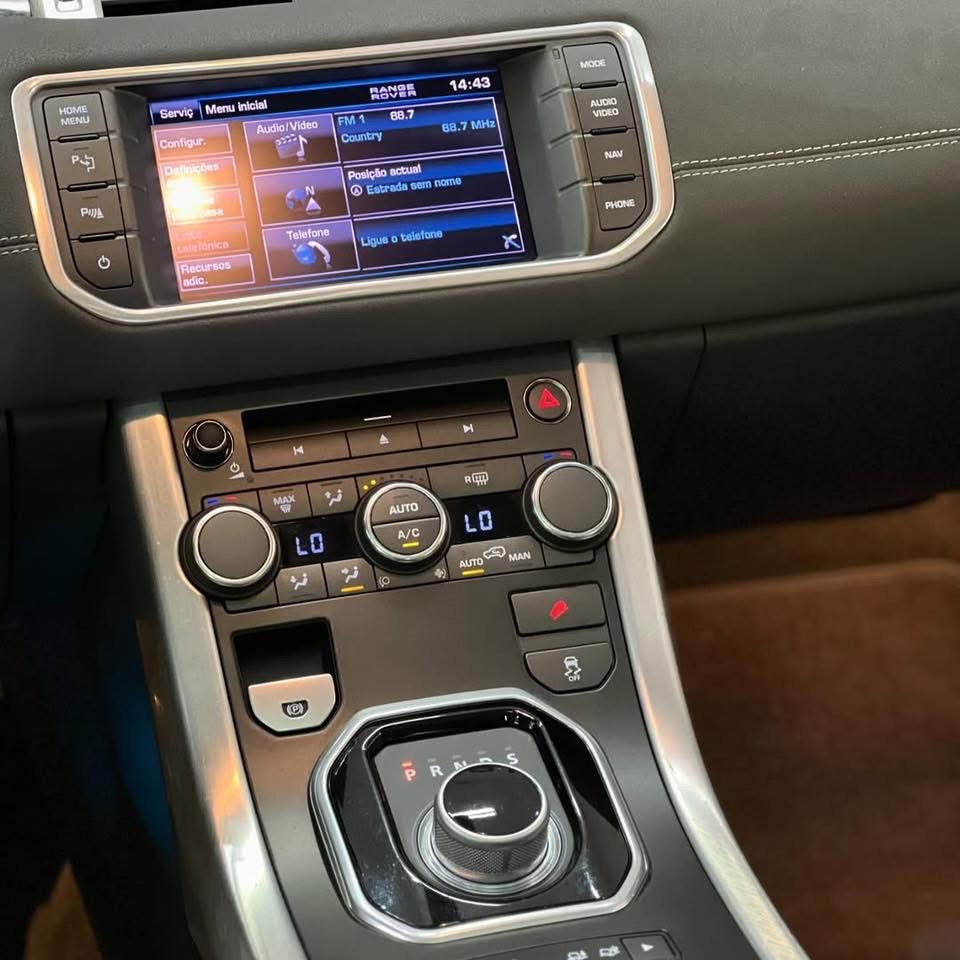 HOME
MENU
P
P
MODE
AUDIO
VIDEO
NAV
PHONE
RANGE
ROVER
14:43
Serviç
Menu inicial
Configur.
Definições
Lista
telefónica
Recursos
adic.
Audio/Vídeo
FM 1 88.7
Country 88.7 MHz
N
Posição actual
A Estrada sem nome
Telefone
Ligue o telefone
MAX
R
AUTO
A/C
LO
LO
AUTO
MAN
OFF
P
P R N D S